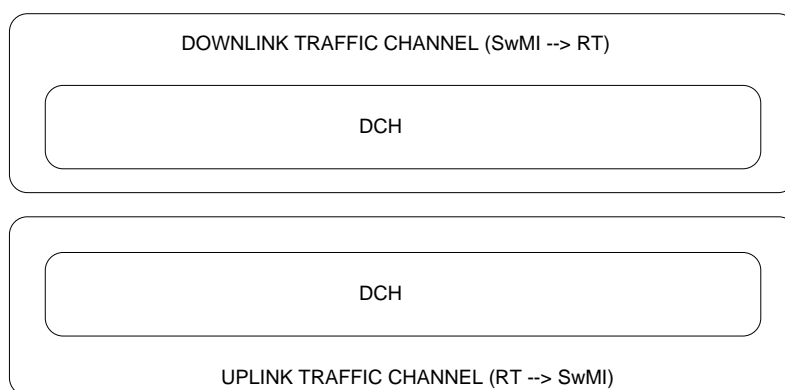 DOWNLINK TRAFFIC CHANNEL (SwMI --> RT)
DCH
DCH
UPLINK TRAFFIC CHANNEL (RT --> SwMI)